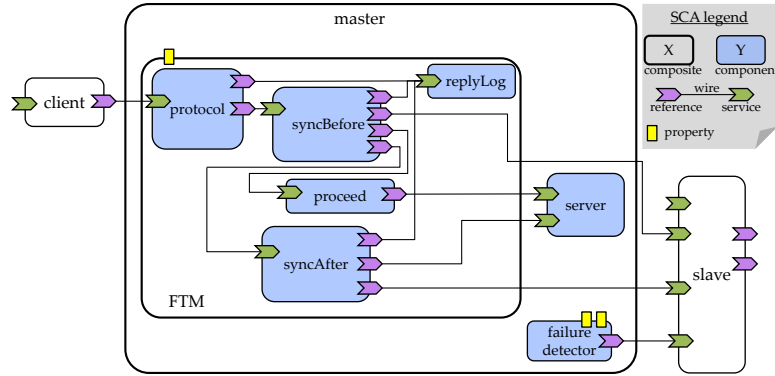 master
SCA legend
X
Y
composite
component
wire
reference
service
property
client
protocol
replyLog
syncBefore
proceed
server
syncAfter
slave
FTM
failure
detector